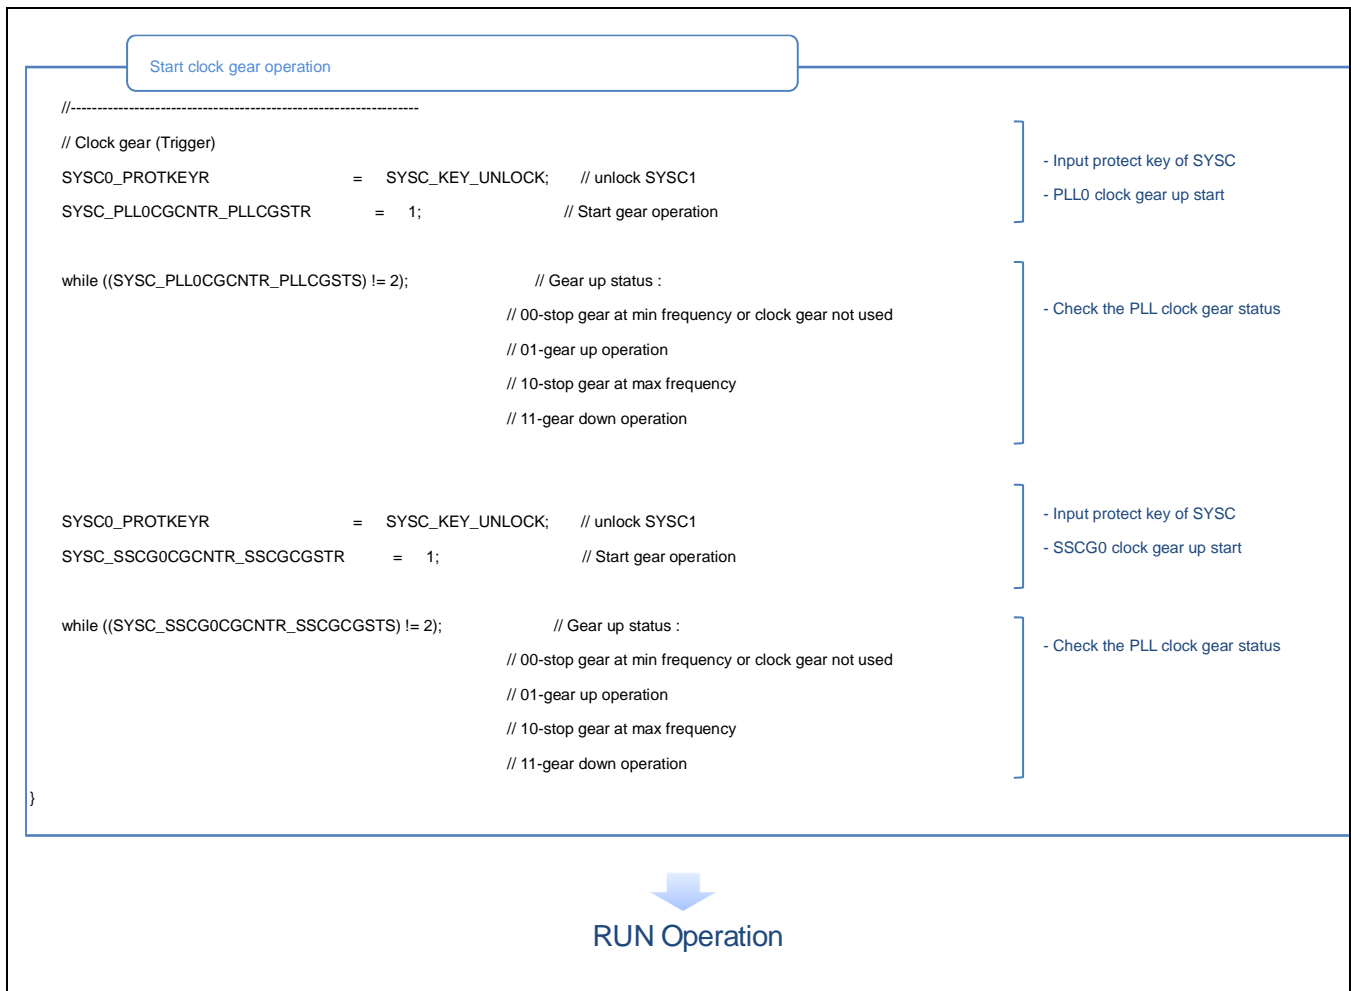 Start clock gear operation
//------------------------------------------------------------------
// Clock gear (Trigger)
SYSC0_PROTKEYR = SYSC_KEY_UNLOCK; // unlock SYSC1
- Input protect key of SYSC
SYSC_PLL0CGCNTR_PLLCGSTR = 1; // Start gear operation
- PLL0 clock gear up start
while ((SYSC_PLL0CGCNTR_PLLCGSTS) != 2); // Gear up status :
// 00-stop gear at min frequency or clock gear not used
- Check the PLL clock gear status
// 01-gear up operation
// 10-stop gear at max frequency
// 11-gear down operation
SYSC0_PROTKEYR = SYSC_KEY_UNLOCK; // unlock SYSC1
- Input protect key of SYSC
SYSC_SSCG0CGCNTR_SSCGCGSTR = 1; // Start gear operation
- SSCG0 clock gear up start
while ((SYSC_SSCG0CGCNTR_SSCGCGSTS) != 2); // Gear up status :
- Check the PLL clock gear status
// 00-stop gear at min frequency or clock gear not used
// 01-gear up operation
// 10-stop gear at max frequency
// 11-gear down operation
}
RUN Operation